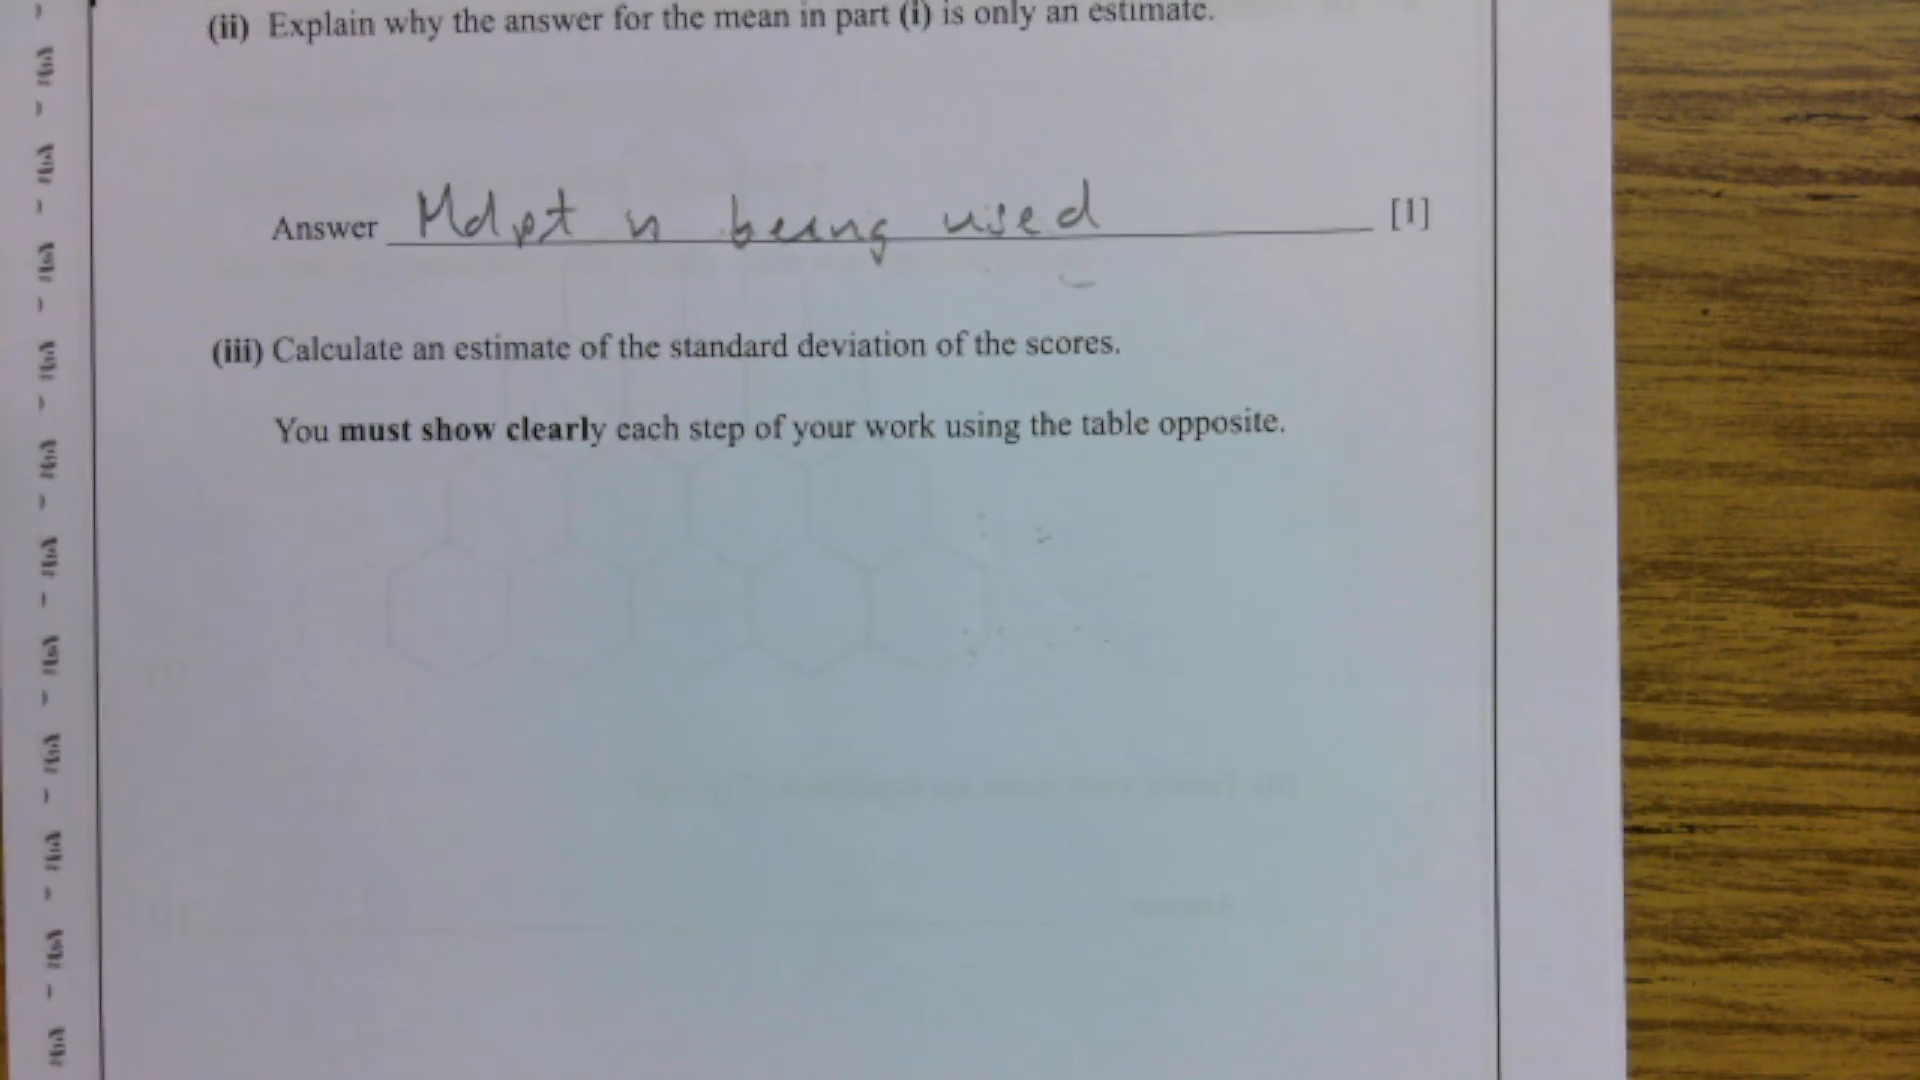 (ii) Explain why the answer for the mean in part (i) is only an estimate.
Answer Mdpt is being used [1]
(iii) Calculate an estimate of the standard deviation of the scores.
You must show clearly each step of your work using the table opposite.